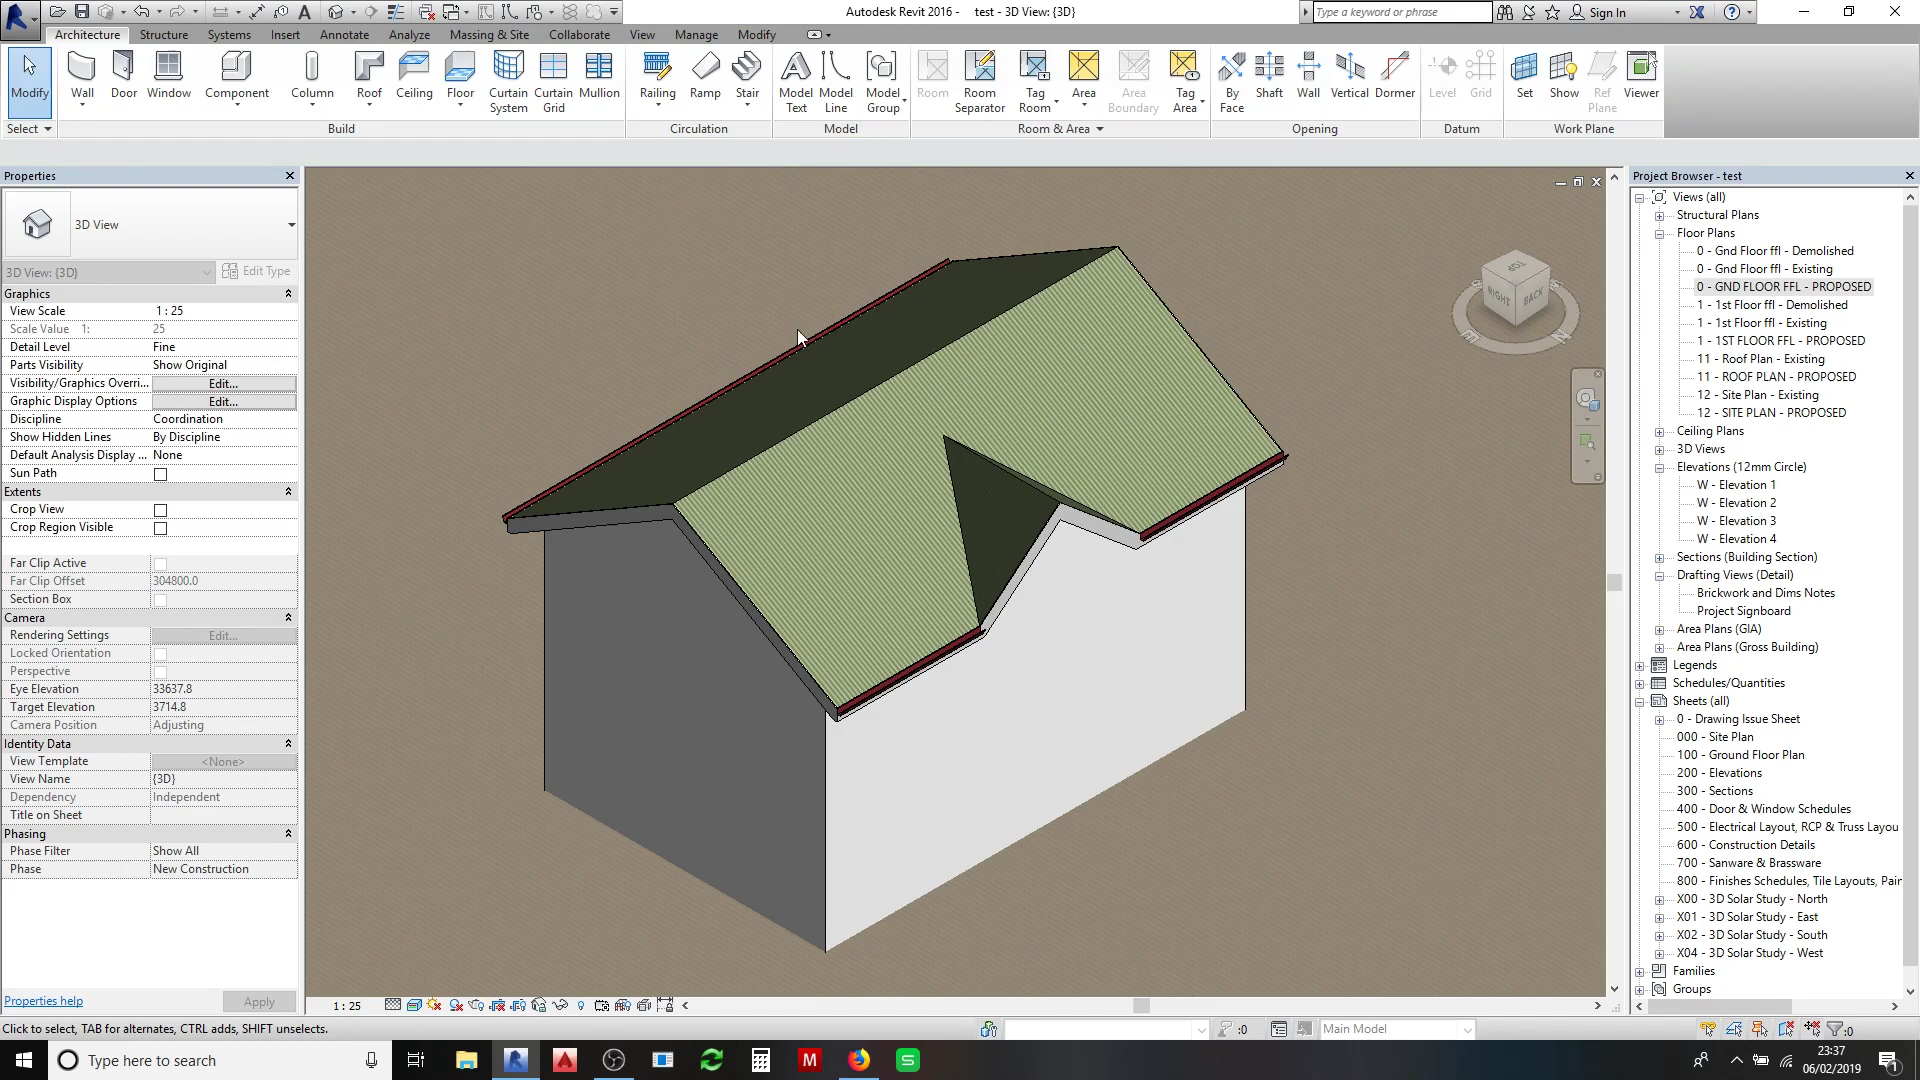 Autodesk Revit 2016 -     test - 3D View: {3D}
Type a keyword or phrase
Sign In
Architecture
Structure
Systems
Insert
Annotate
Analyze
Massing & Site
Collaborate
View
Manage
Modify
Modify
Wall
Door
Window
Component
Column
Roof
Ceiling
Floor
Curtain System
Curtain Grid
Mullion
Railing
Ramp
Stair
Model Text
Model Line
Model Group
Room
Room Separator
Tag Room
Area
Area Boundary
Tag Area
By Face
Shaft
Wall
Vertical
Dormer
Level
Grid
Set
Show
Ref Plane
Viewer
Select
Build
Circulation
Model
Room & Area
Opening
Datum
Work Plane
Properties
3D View
3D View: {3D}
Edit Type
Graphics
View Scale 1 : 25
Scale Value 1: 25
Detail Level Fine
Parts Visibility Show Original
Visibility/Graphics Overri... Edit...
Graphic Display Options Edit...
Discipline Coordination
Show Hidden Lines By Discipline
Default Analysis Display ... None
Sun Path
Extents
Crop View
Crop Region Visible
Far Clip Active
Far Clip Offset 304800.0
Section Box
Camera
Rendering Settings Edit...
Locked Orientation
Perspective
Eye Elevation 33637.8
Target Elevation 3714.8
Camera Position Adjusting
Identity Data
View Template <None>
View Name {3D}
Dependency Independent
Title on Sheet
Phasing
Phase Filter Show All
Phase New Construction
Properties help
Apply
TOP
RIGHT
BACK
Project Browser - test
Views (all)
Structural Plans
Floor Plans
0 - Gnd Floor ffl - Demolished
0 - Gnd Floor ffl - Existing
0 - GND FLOOR FFL - PROPOSED
1 - 1st Floor ffl - Demolished
1 - 1st Floor ffl - Existing
1 - 1ST FLOOR FFL - PROPOSED
11 - Roof Plan - Existing
11 - ROOF PLAN - PROPOSED
12 - Site Plan - Existing
12 - SITE PLAN - PROPOSED
Ceiling Plans
3D Views
Elevations (12mm Circle)
W - Elevation 1
W - Elevation 2
W - Elevation 3
W - Elevation 4
Sections (Building Section)
Drafting Views (Detail)
Brickwork and Dims Notes
Project Signboard
Area Plans (GIA)
Area Plans (Gross Building)
Legends
Schedules/Quantities
Sheets (all)
0 - Drawing Issue Sheet
000 - Site Plan
100 - Ground Floor Plan
200 - Elevations
300 - Sections
400 - Door & Window Schedules
500 - Electrical Layout, RCP & Truss Layou
600 - Construction Details
700 - Sanware & Brassware
800 - Finishes Schedules, Tile Layouts, Pain
X00 - 3D Solar Study - North
X01 - 3D Solar Study - East
X02 - 3D Solar Study - South
X04 - 3D Solar Study - West
Families
Groups
1 : 25
Click to select, TAB for alternates, CTRL adds, SHIFT unselects.
:0
Main Model
:0
Type here to search
23:37
06/02/2019